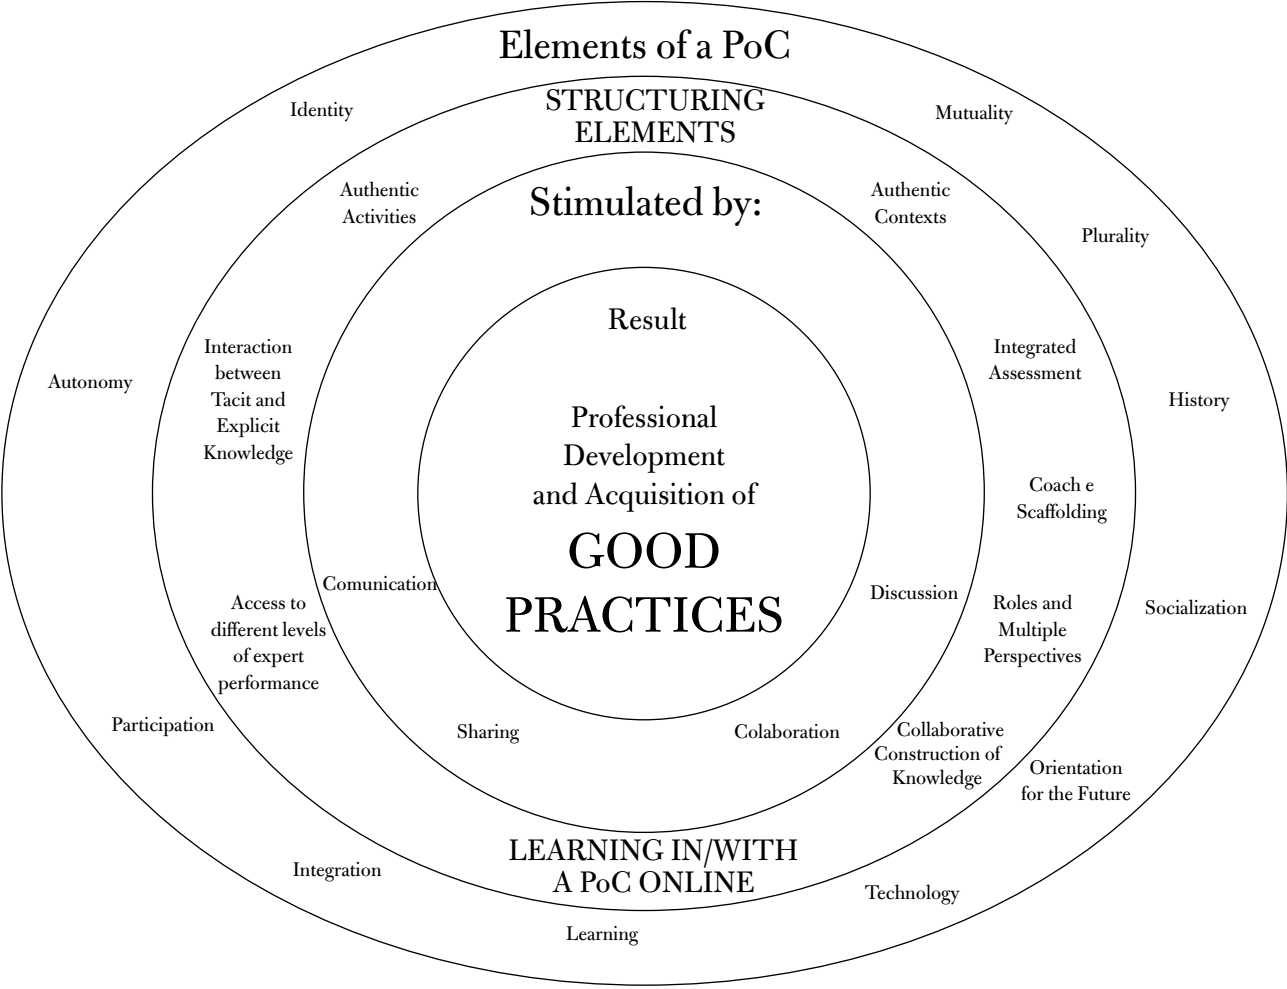 Elements of a PoC
Identity
Mutuality
Plurality
History
Socialization
Orientation
for the Future
Technology
Learning
Integration
Participation
Autonomy
STRUCTURING
ELEMENTS
Authentic
Activities
Authentic
Contexts
Integrated
Assessment
Coach e
Scaffolding
Roles and
Multiple
Perspectives
Collaborative
Construction of
Knowledge
LEARNING IN/WITH
A PoC ONLINE
Access to
different levels
of expert
performance
Interaction
between
Tacit and
Explicit
Knowledge
Stimulated by:
Comunication
Discussion
Sharing
Colaboration
Result
Professional
Development
and Acquisition of
GOOD
PRACTICES